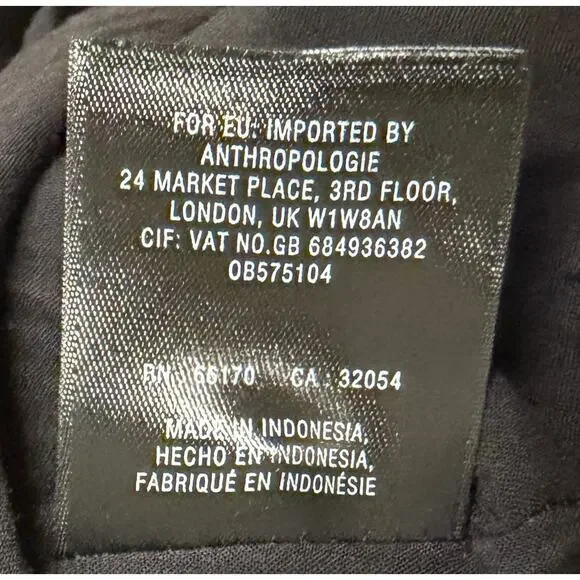 FOR EU: IMPORTED BY
ANTHROPOLOGIE
24 MARKET PLACE, 3RD FLOOR,
LONDON, UK W1W8AN
CIF: VAT NO.GB 684936382
OB575104
RN : 66170 CA : 32054
MADE IN INDONESIA,
HECHO EN INDONESIA,
FABRIQUÉ EN INDONÉSIE